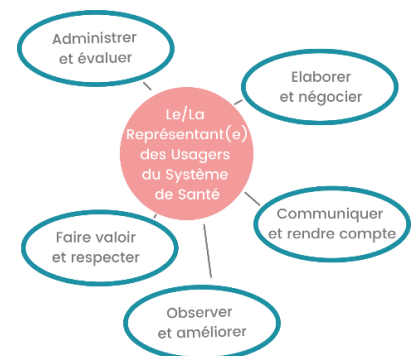 Administrer
et évaluer
Elaborer
et négocier
Le/La
Représentant(e)
des Usagers
du Système
de Santé
Communiquer
et rendre compte
Faire valoir
et respecter
Observer
et améliorer